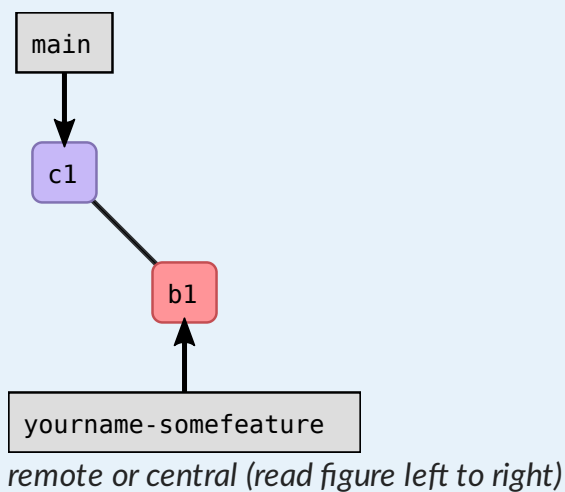 main
c1
b1
yourname-somefeature
remote or central (read figure left to right)